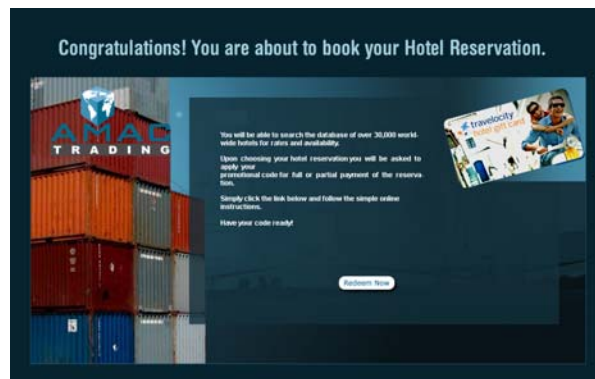 Congratulations! You are about to book your Hotel Reservation.
AMAC
TRADING
travelocity
hotel gift card
You will be able to search the database of over 30,000 world-
wide hotels for rates and availability.
Upon choosing your hotel reservation you will be asked to
apply your
promotional code for full or partial payment of the reserva-
tion.
Simply click the link below and follow the simple online
instructions.
Have your code ready!
Redeem Now